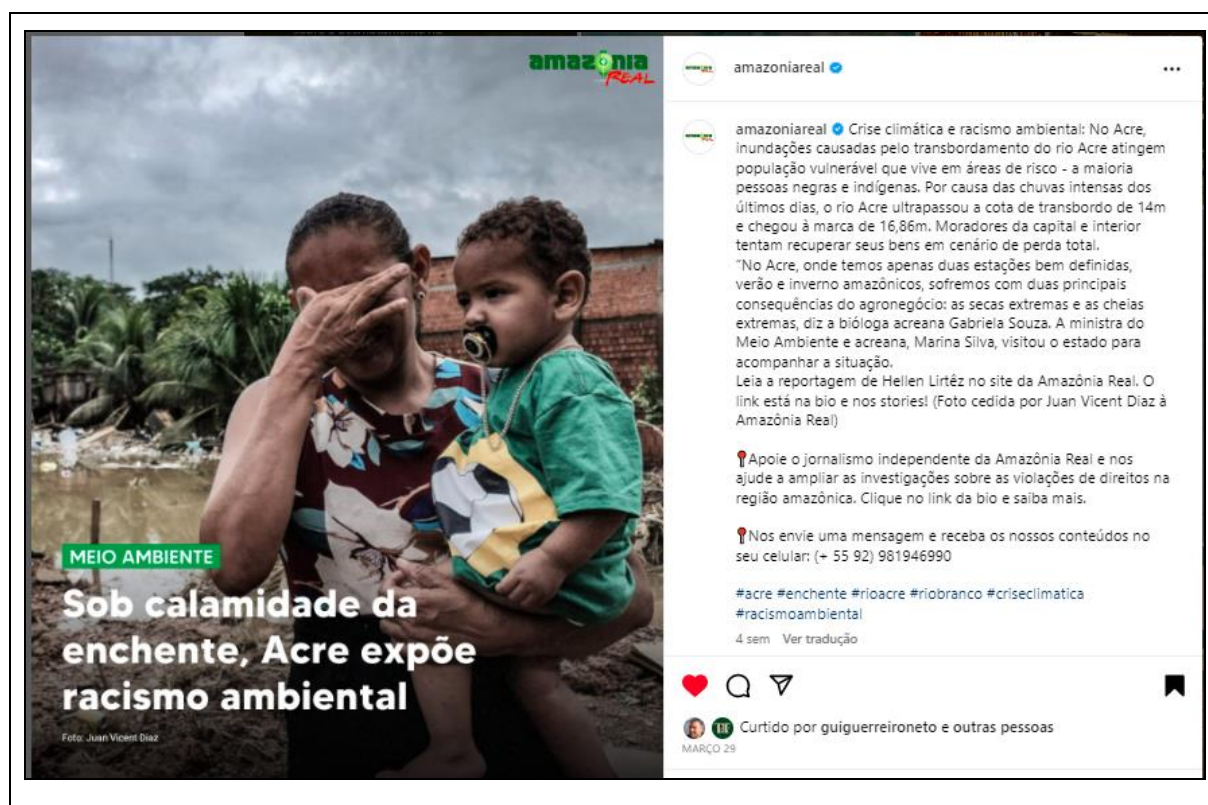 amazônia
REAL
MEIO AMBIENTE
Sob calamidade da
enchente, Acre expõe
racismo ambiental
Foto: Juan Vicent Diaz
amazoniareal
amazoniareal Crise climática e racismo ambiental: No Acre,
inundações causadas pelo transbordamento do rio Acre atingem
população vulnerável que vive em áreas de risco - a maioria
pessoas negras e indígenas. Por causa das chuvas intensas dos
últimos dias, o rio Acre ultrapassou a cota de transbordo de 14m
e chegou à marca de 16,86m. Moradores da capital e interior
tentam recuperar seus bens em cenário de perda total.
"No Acre, onde temos apenas duas estações bem definidas,
verão e inverno amazônicos, sofremos com duas principais
consequências do agronegócio: as secas extremas e as cheias
extremas, diz a bióloga acreana Gabriela Souza. A ministra do
Meio Ambiente e acreana, Marina Silva, visitou o estado para
acompanhar a situação.
Leia a reportagem de Hellen Lirtêz no site da Amazônia Real. O
link está na bio e nos stories! (Foto cedida por Juan Vicent Diaz à
Amazônia Real)
Apoie o jornalismo independente da Amazônia Real e nos
ajude a ampliar as investigações sobre as violações de direitos na
região amazônica. Clique no link da bio e saiba mais.
Nos envie uma mensagem e receba os nossos conteúdos no
seu celular: (+ 55 92) 981946990
#acre #enchente #rioacre #riobranco #criseclimatica
#racismoambiental
4 sem Ver tradução
Curtido por guiguerreironeto e outras pessoas
MARÇO 29